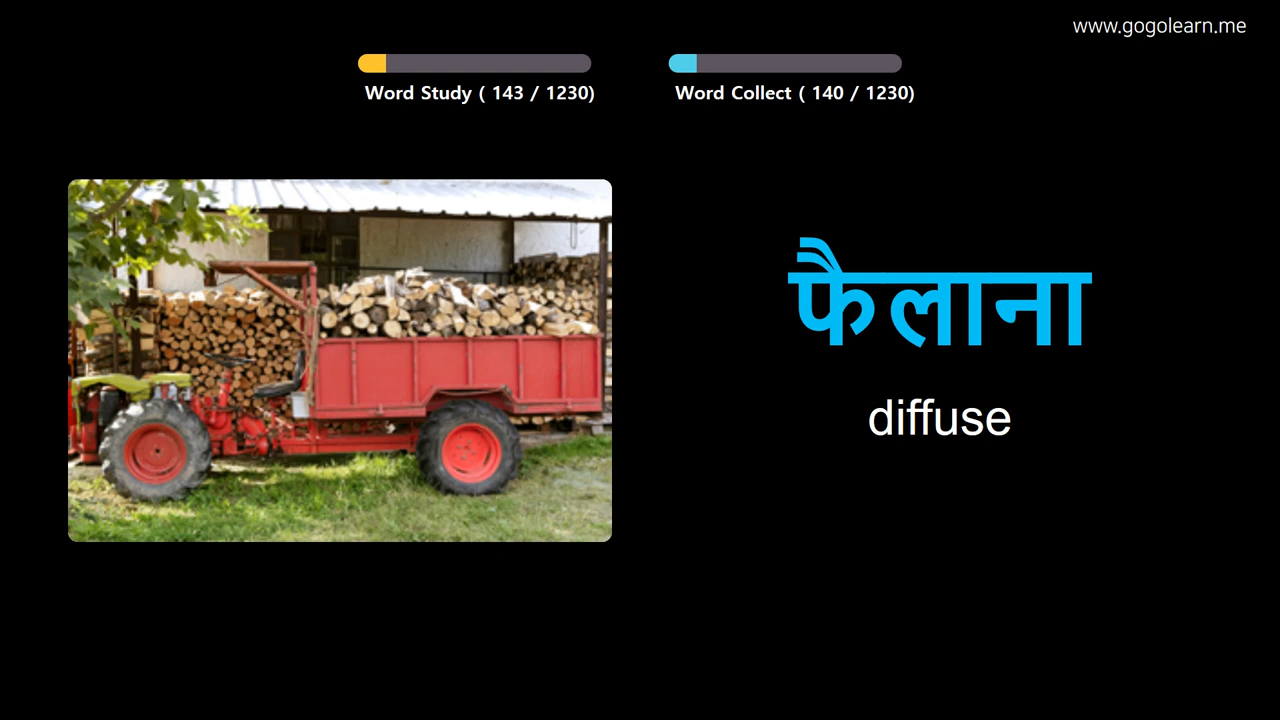 www.gogolearn.me
Word Study ( 143 / 1230)
Word Collect ( 140 / 1230)
फैलाना
diffuse